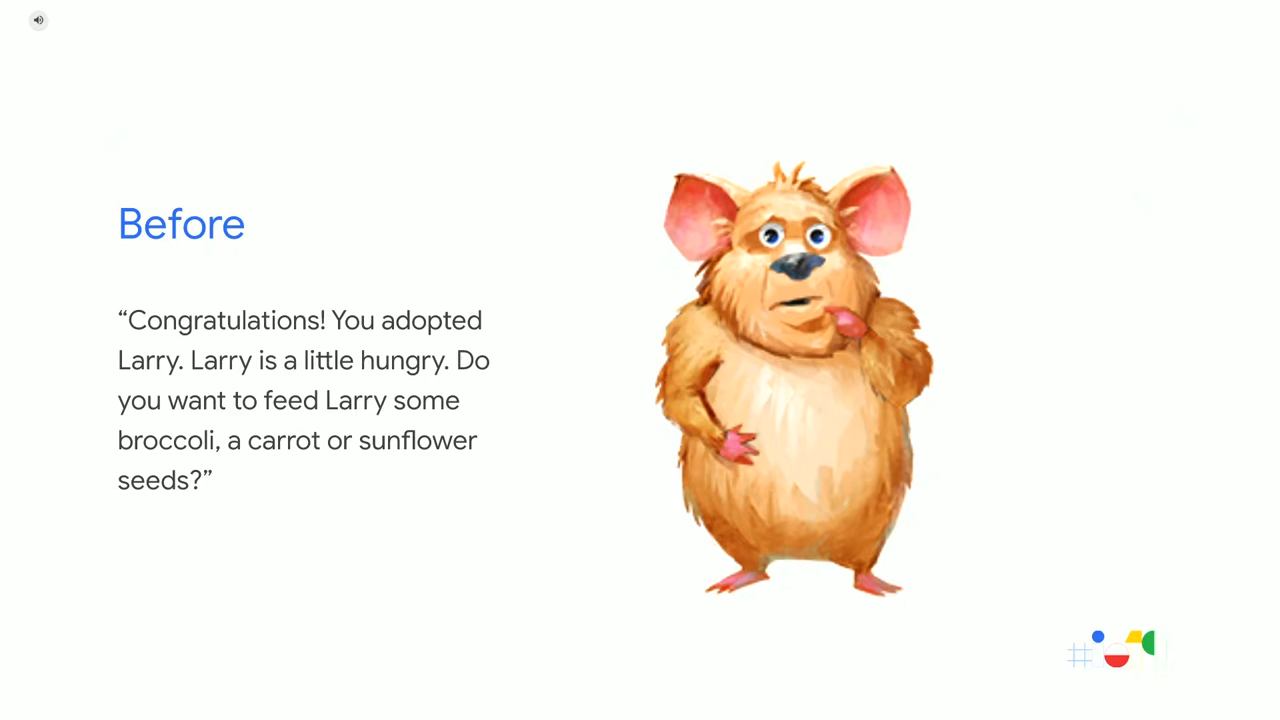 Before
“Congratulations! You adopted
Larry. Larry is a little hungry. Do
you want to feed Larry some
broccoli, a carrot or sunflower
seeds?”